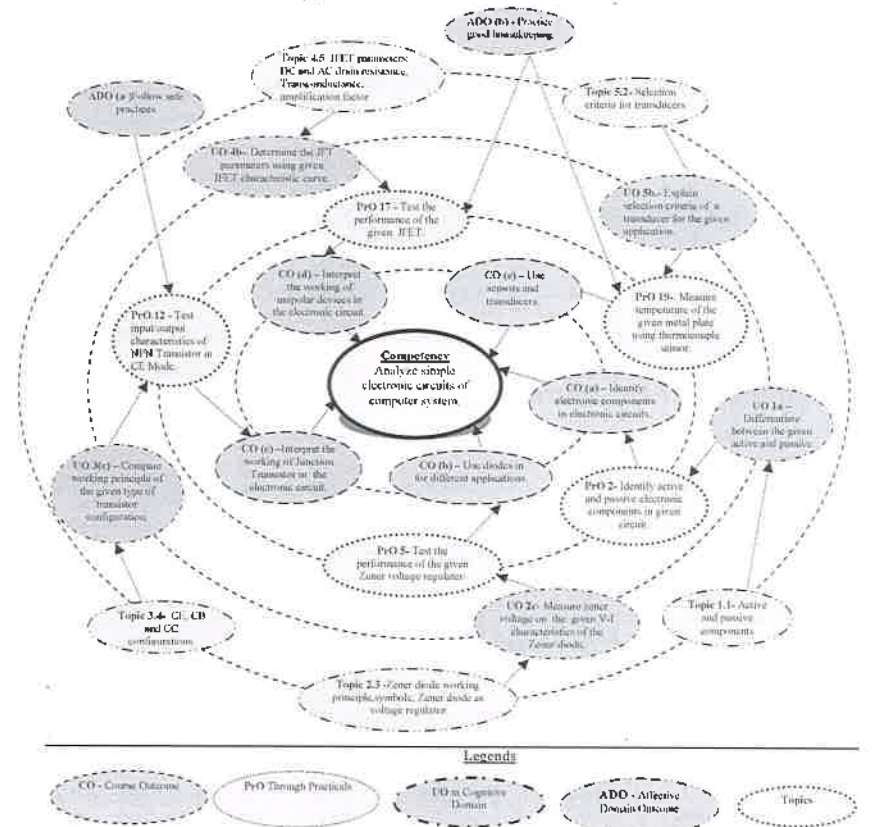 ADO (b) - Practice
good housekeeping
Topic 4.5 JFET parameters:
DC and AC drain resistance,
Transconductance,
amplification factor
ADO (a )Follow safe
practices
Topic 5.2- Selection
criteria for transducers
UO 4b– Determine the JFT
parameters using given
JFET characteristic curve.
UO 5b.- Explain
selection criteria of a
transducer for the given
application.
PrO 17 - Test the
performance of the
given JFET.
CO (d) – Interpret
the working of
unipolar devices in
the electronic circuit.
CO (e) – Use
sensors and
transducers.
PrO 19-. Measure
temperature of the
given metal plate
using thermocouple
sensor.
PrO 12 - Test
input/output
characteristics of
NPN Transistor in
CE Mode.
Competency
Analyze simple
electronic circuits of
computer system.
CO (a)– Identify
electronic components
in electronic circuits.
UO 1a –
Differentiate
between the given
active and passive
CO (c) –Interpret the
working of Junction
Transistor in the
electronic circuit.
CO (b) – Use diodes in
for different applications.
UO 3(c) – Compare
working principle of
the given type of
transistor
configuration.
PrO 2- Identify active
and passive electronic
components in given
circuit.
PrO 5- Test the
performance of the given
Zener voltage regulater.
Topic 3.4- CE, CB
and CC
configurations
UO 2c- Measure zener
voltage on the given V-I
characteristics of the
Zener diode.
Topic 1.1- Active
and passive
components
Topic 2.3 -Zener diode working
principle,symbols, Zener diode as
voltage regulator
Legends
CO - Course Outcome
PrO Through Practicals
UO in Cognitive
Domain
ADO - Affective
Domain Outcome
Topics